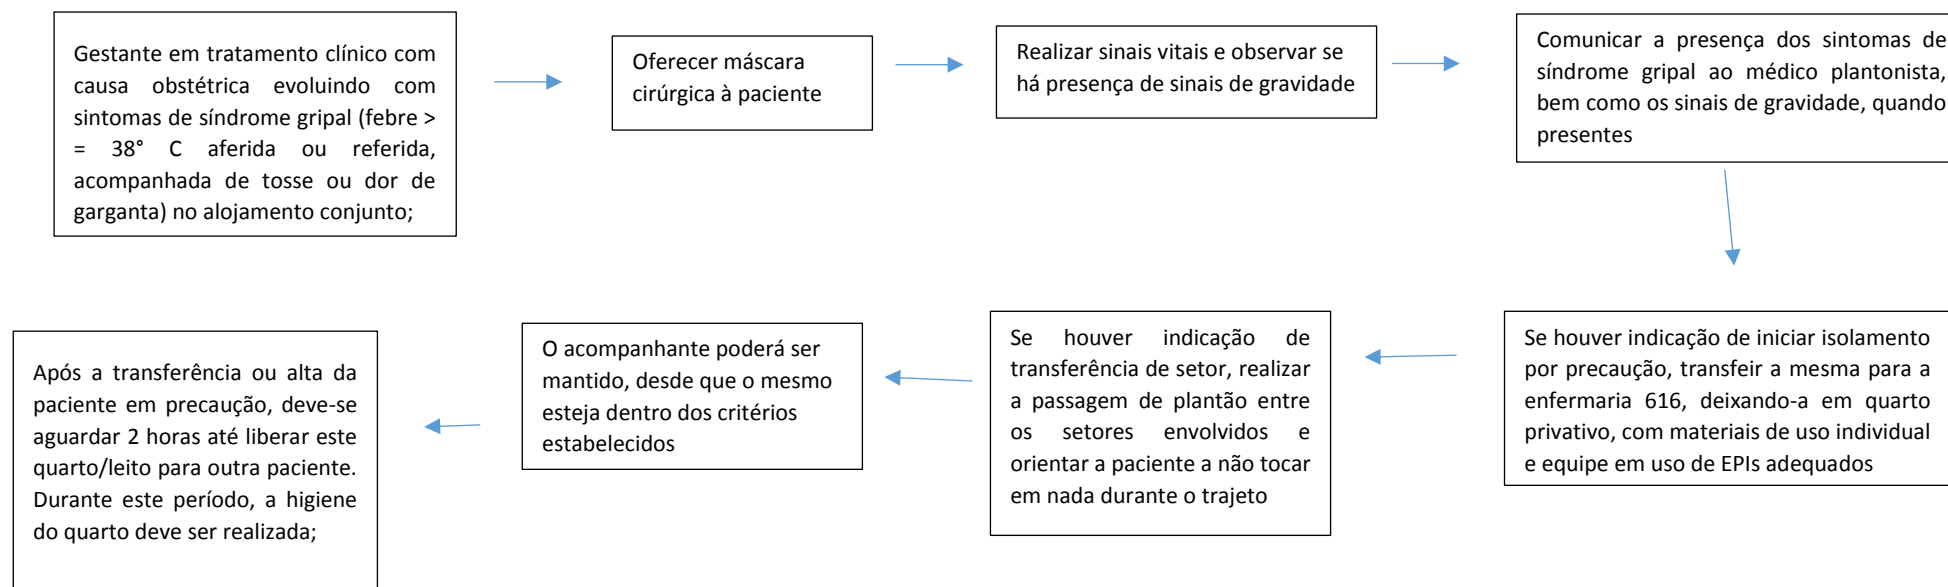 Gestante em tratamento clínico com
causa obstétrica evoluindo com
sintomas de síndrome gripal (febre >
= 38° C aferida ou referida,
acompanhada de tosse ou dor de
garganta) no alojamento conjunto;
Oferecer máscara
cirúrgica à paciente
Realizar sinais vitais e observar se
há presença de sinais de gravidade
Comunicar a presença dos sintomas de
síndrome gripal ao médico plantonista,
bem como os sinais de gravidade, quando
presentes
Se houver indicação de iniciar isolamento
por precaução, transfeir a mesma para a
enfermaria 616, deixando-a em quarto
privativo, com materiais de uso individual
e equipe em uso de EPIs adequados
Se houver indicação de
transferência de setor, realizar
a passagem de plantão entre
os setores envolvidos e
orientar a paciente a não tocar
em nada durante o trajeto
O acompanhante poderá ser
mantido, desde que o mesmo
esteja dentro dos critérios
estabelecidos
Após a transferência ou alta da
paciente em precaução, deve-se
aguardar 2 horas até liberar este
quarto/leito para outra paciente.
Durante este período, a higiene
do quarto deve ser realizada;